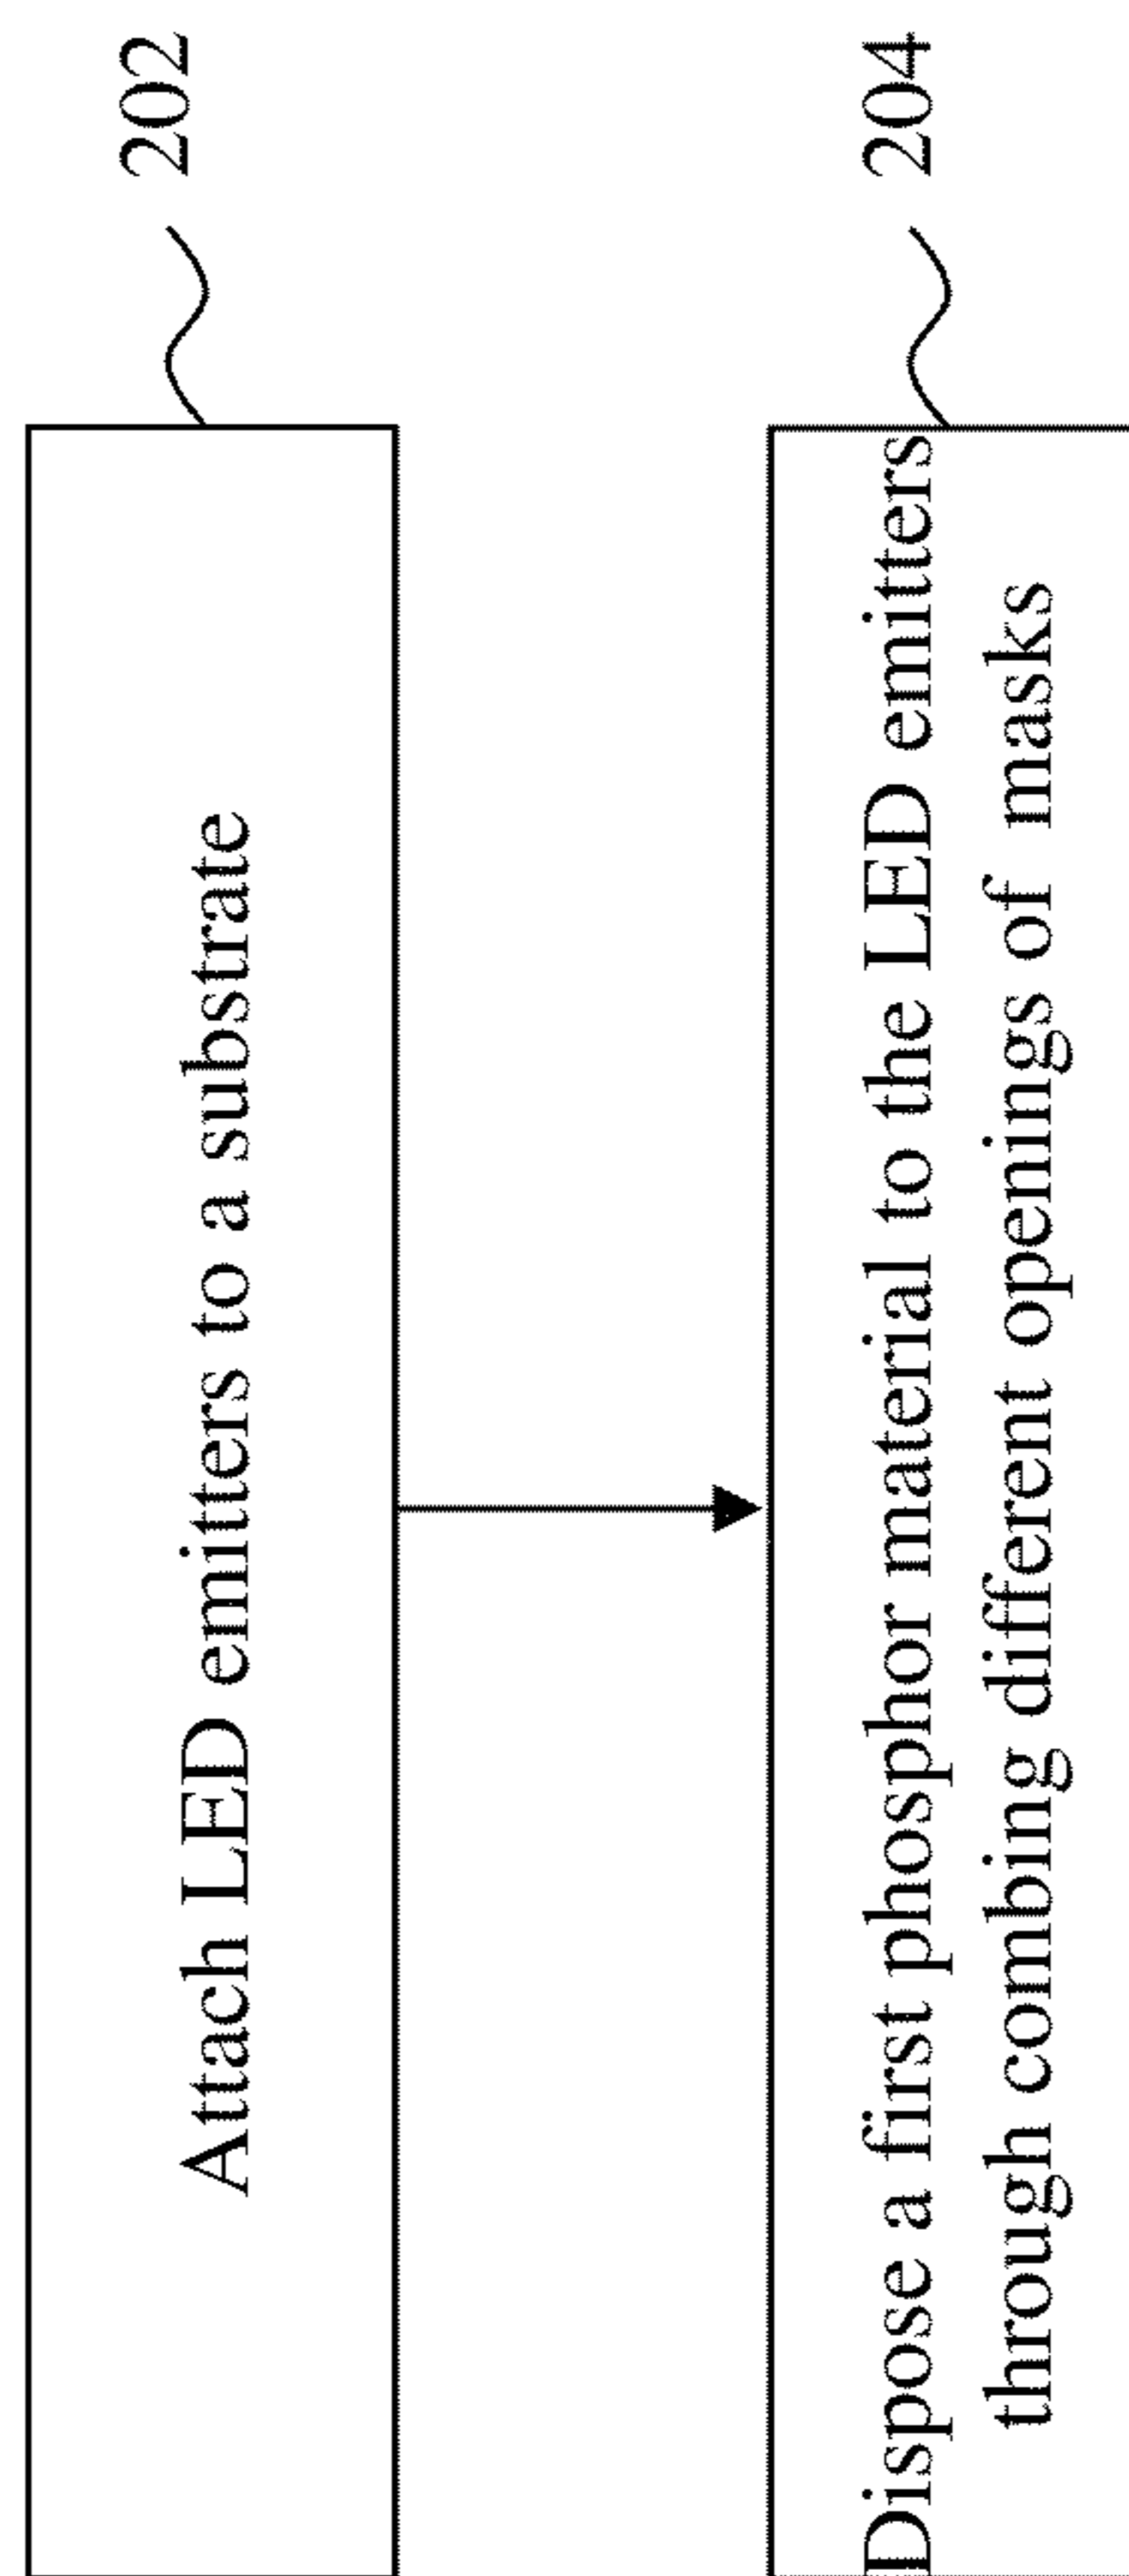 202
Attach LED emitters to a substrate
204
Dispose a first phosphor material to the LED emitters
through combing different openings of masks